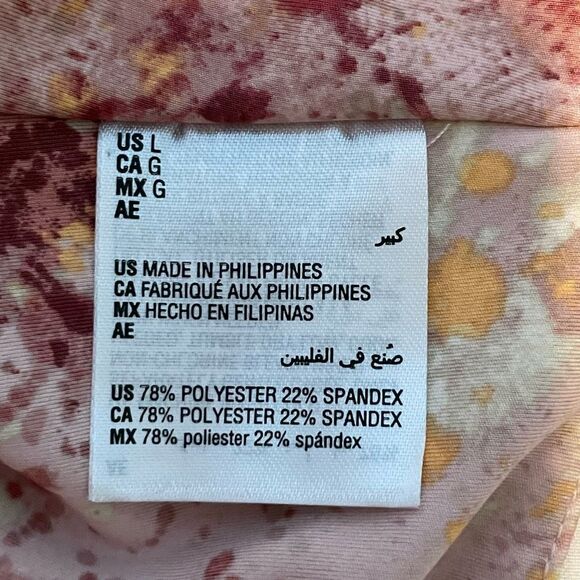 US L
CA G
MX G
AE
كبير
US MADE IN PHILIPPINES
CA FABRIQUÉ AUX PHILIPPINES
MX HECHO EN FILIPINAS
AE
صُنع في الفليبين
US 78% POLYESTER 22% SPANDEX
CA 78% POLYESTER 22% SPANDEX
MX 78% poliester 22% spándex